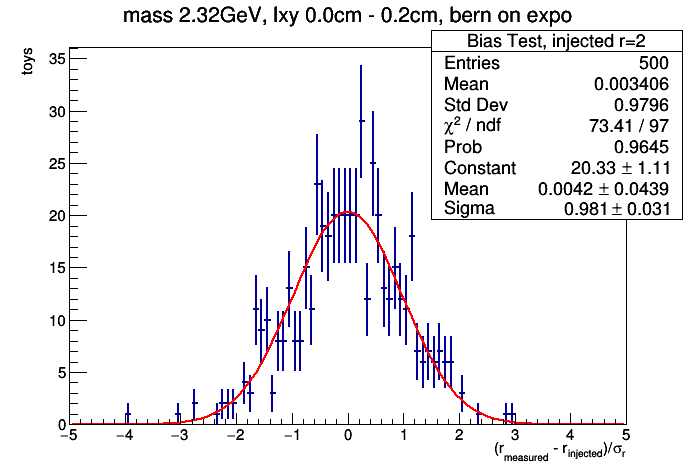 mass 2.32GeV, lxy 0.0cm - 0.2cm, bern on expo
Bias Test, injected r=2
Entries 500
Mean 0.003406
Std Dev 0.9796
χ² / ndf 73.41 / 97
Prob 0.9645
Constant 20.33 ± 1.11
Mean 0.0042 ± 0.0439
Sigma 0.981 ± 0.031
toys
35
30
25
20
15
10
5
0
−5 −4 −3 −2 −1 0 1 2 3 4 5
(r_measured - r_injected)/σ_r